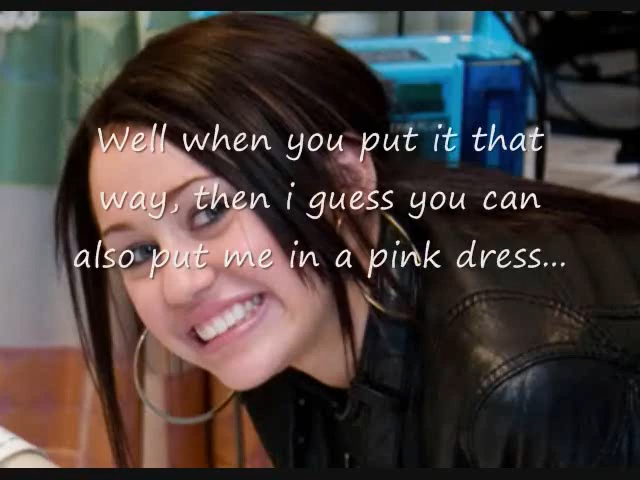 Well when you put it that
way, then i guess you can
also put me in a pink dress...